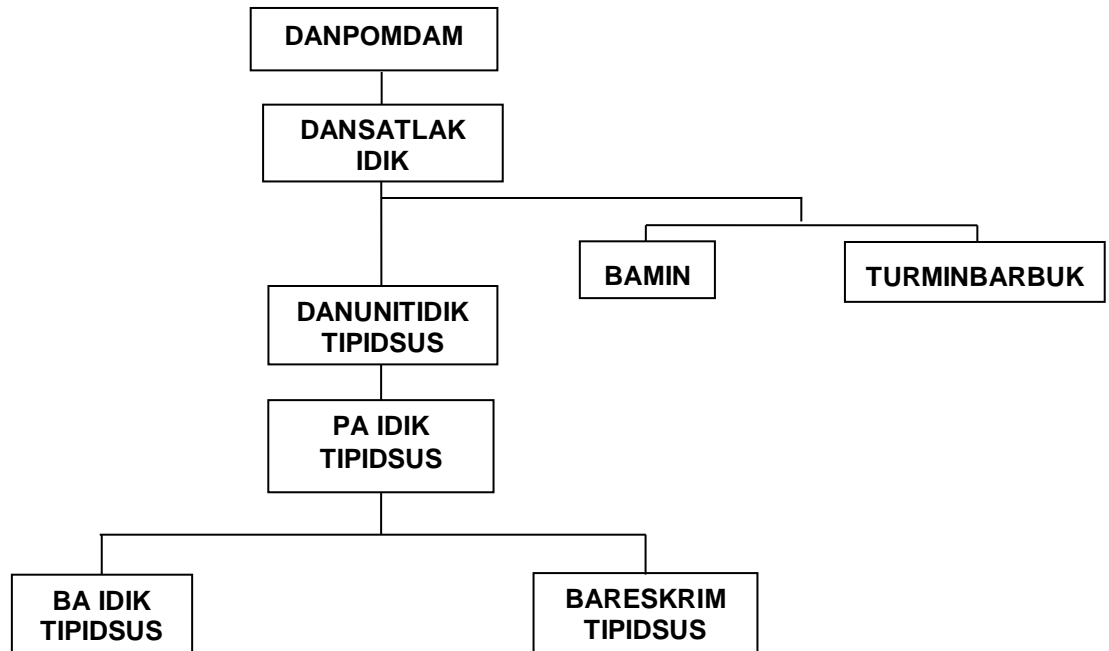 DANPOMDAM
DANSATLAK
IDIK
BAMIN
TURMINBARBUK
DANUNITIDIK
TIPIDSUS
PA IDIK
TIPIDSUS
BA IDIK
TIPIDSUS
BARESKRIM
TIPIDSUS